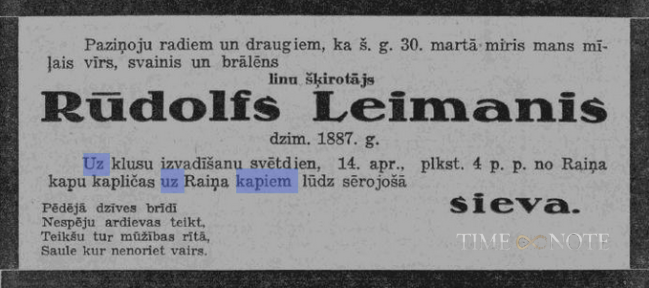 Paziņoju radiem un draugiem, ka š. g. 30. martā miris mans mī-
ļais vīrs, svainis un brālēns
linu šķirotājs
Rūdolfs Leimanis
dzim. 1887. g.
Uz klusu izvadīšanu svētdien, 14. apr., plkst. 4 p. p. no Raiņa
kapu kapličas uz Raiņa kapiem lūdz sērojošā
sieva.
Pēdējā dzīves brīdī
Nespēju ardievas teikt,
Teikšu tur mūžības rītā,
Saule kur nenoriet vairs.
TIMENOTE